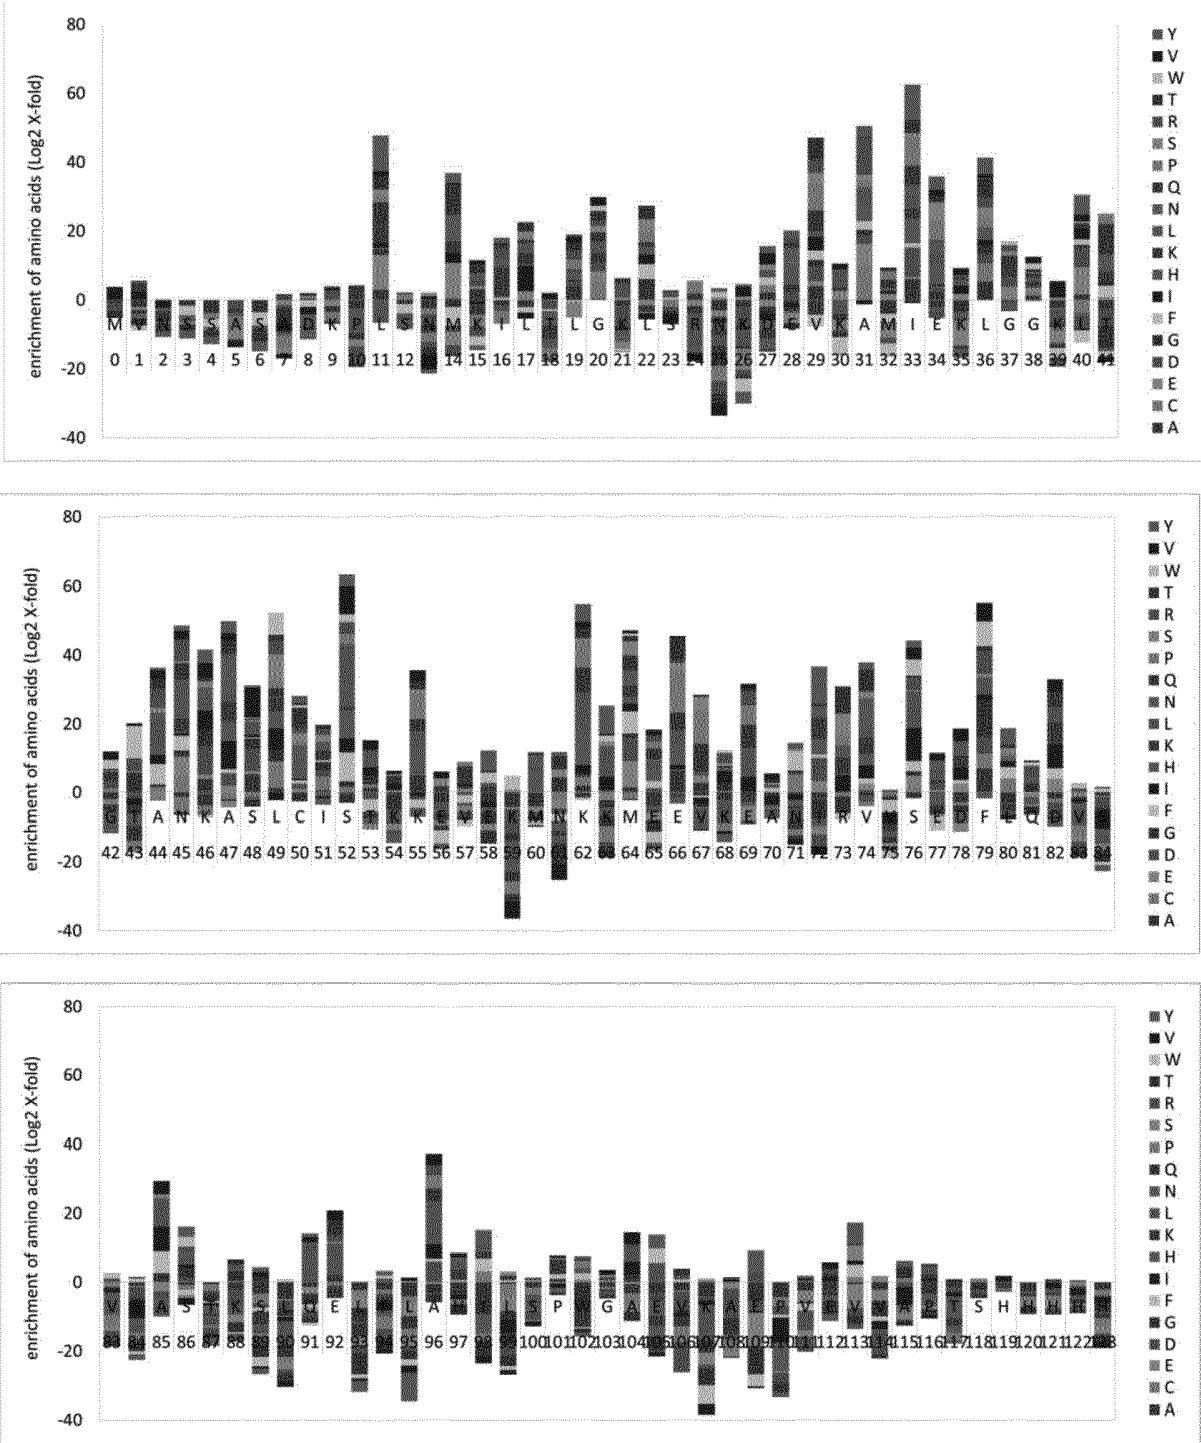 80
60
40
20
0
-20
-40
enrichment of amino acids (Log2 X-fold)
M V N S S A S A D K P L S N M K I L T L G K L S R N K D E V K A M I E K L G G K L T
0 1 2 3 4 5 6 7 8 9 10 11 12 13 14 15 16 17 18 19 20 21 22 23 24 25 26 27 28 29 30 31 32 33 34 35 36 37 38 39 40 41
Y
V
W
T
R
S
P
Q
N
L
K
H
I
F
G
D
E
C
A
80
60
40
20
0
-20
-40
enrichment of amino acids (Log2 X-fold)
G T A N K A S L C I S T K K E V E K M N K K M E E V K E A N I R V S E D F L Q D V S
42 43 44 45 46 47 48 49 50 51 52 53 54 55 56 57 58 59 60 61 62 63 64 65 66 67 68 69 70 71 72 73 74 75 76 77 78 79 80 81 82 83 84
Y
V
W
T
R
S
P
Q
N
L
K
H
I
F
G
D
E
C
A
80
60
40
20
0
-20
-40
enrichment of amino acids (Log2 X-fold)
V S A S T K S L Q E L F L A H I L S P W G A E V K A E P V E V V A P T S H H H H H
83 84 85 86 87 88 89 90 91 92 93 94 95 96 97 98 99 100 101 102 103 104 105 106 107 108 109 110 111 112 113 114 115 116 117 118 119 120 121 122 123
Y
V
W
T
R
S
P
Q
N
L
K
H
I
F
G
D
E
C
A